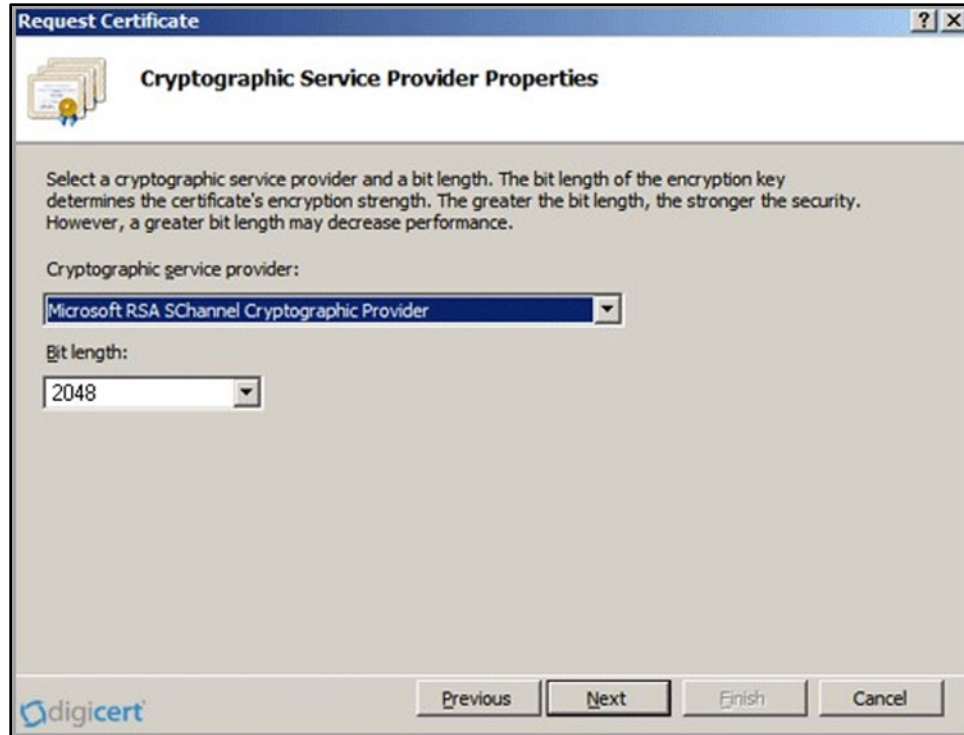 Request Certificate
Cryptographic Service Provider Properties
Select a cryptographic service provider and a bit length. The bit length of the encryption key
determines the certificate's encryption strength. The greater the bit length, the stronger the security.
However, a greater bit length may decrease performance.
Cryptographic service provider:
Microsoft RSA SChannel Cryptographic Provider
Bit length:
2048
digicert
Previous Next Finish Cancel